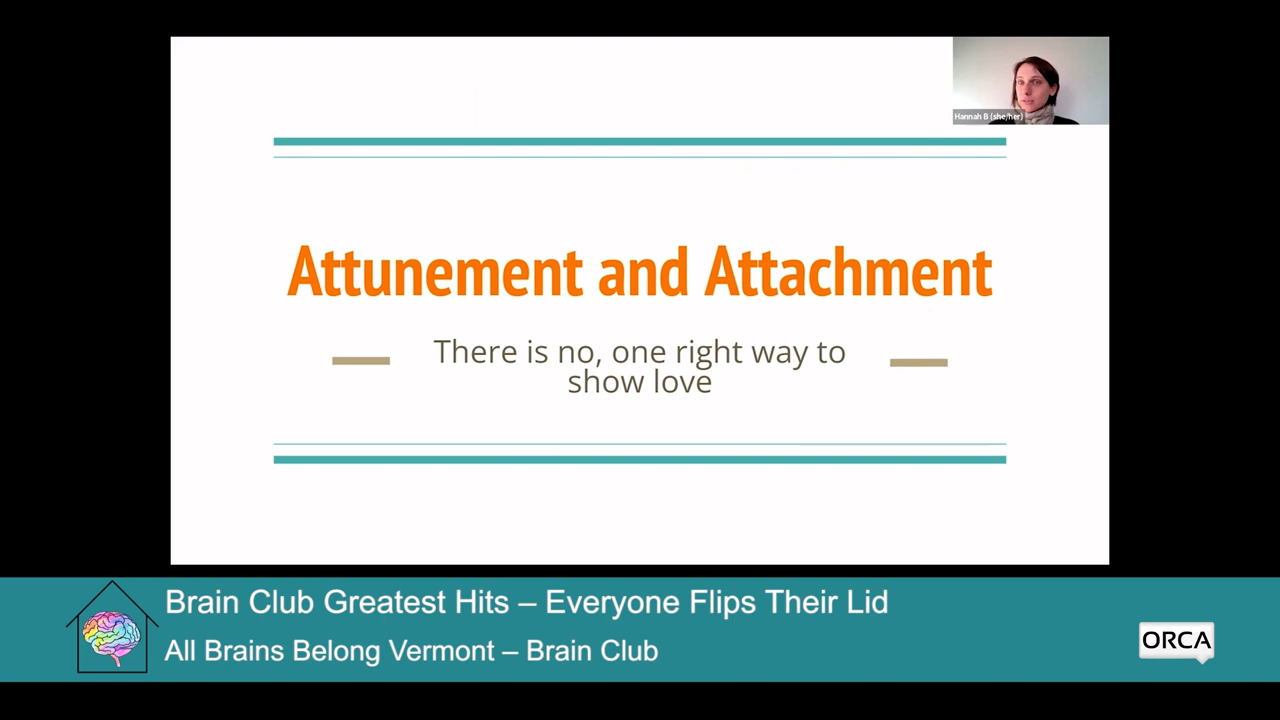 Hannah B (she/her)
Attunement and Attachment
There is no, one right way to
show love
Brain Club Greatest Hits – Everyone Flips Their Lid
All Brains Belong Vermont – Brain Club
ORCA